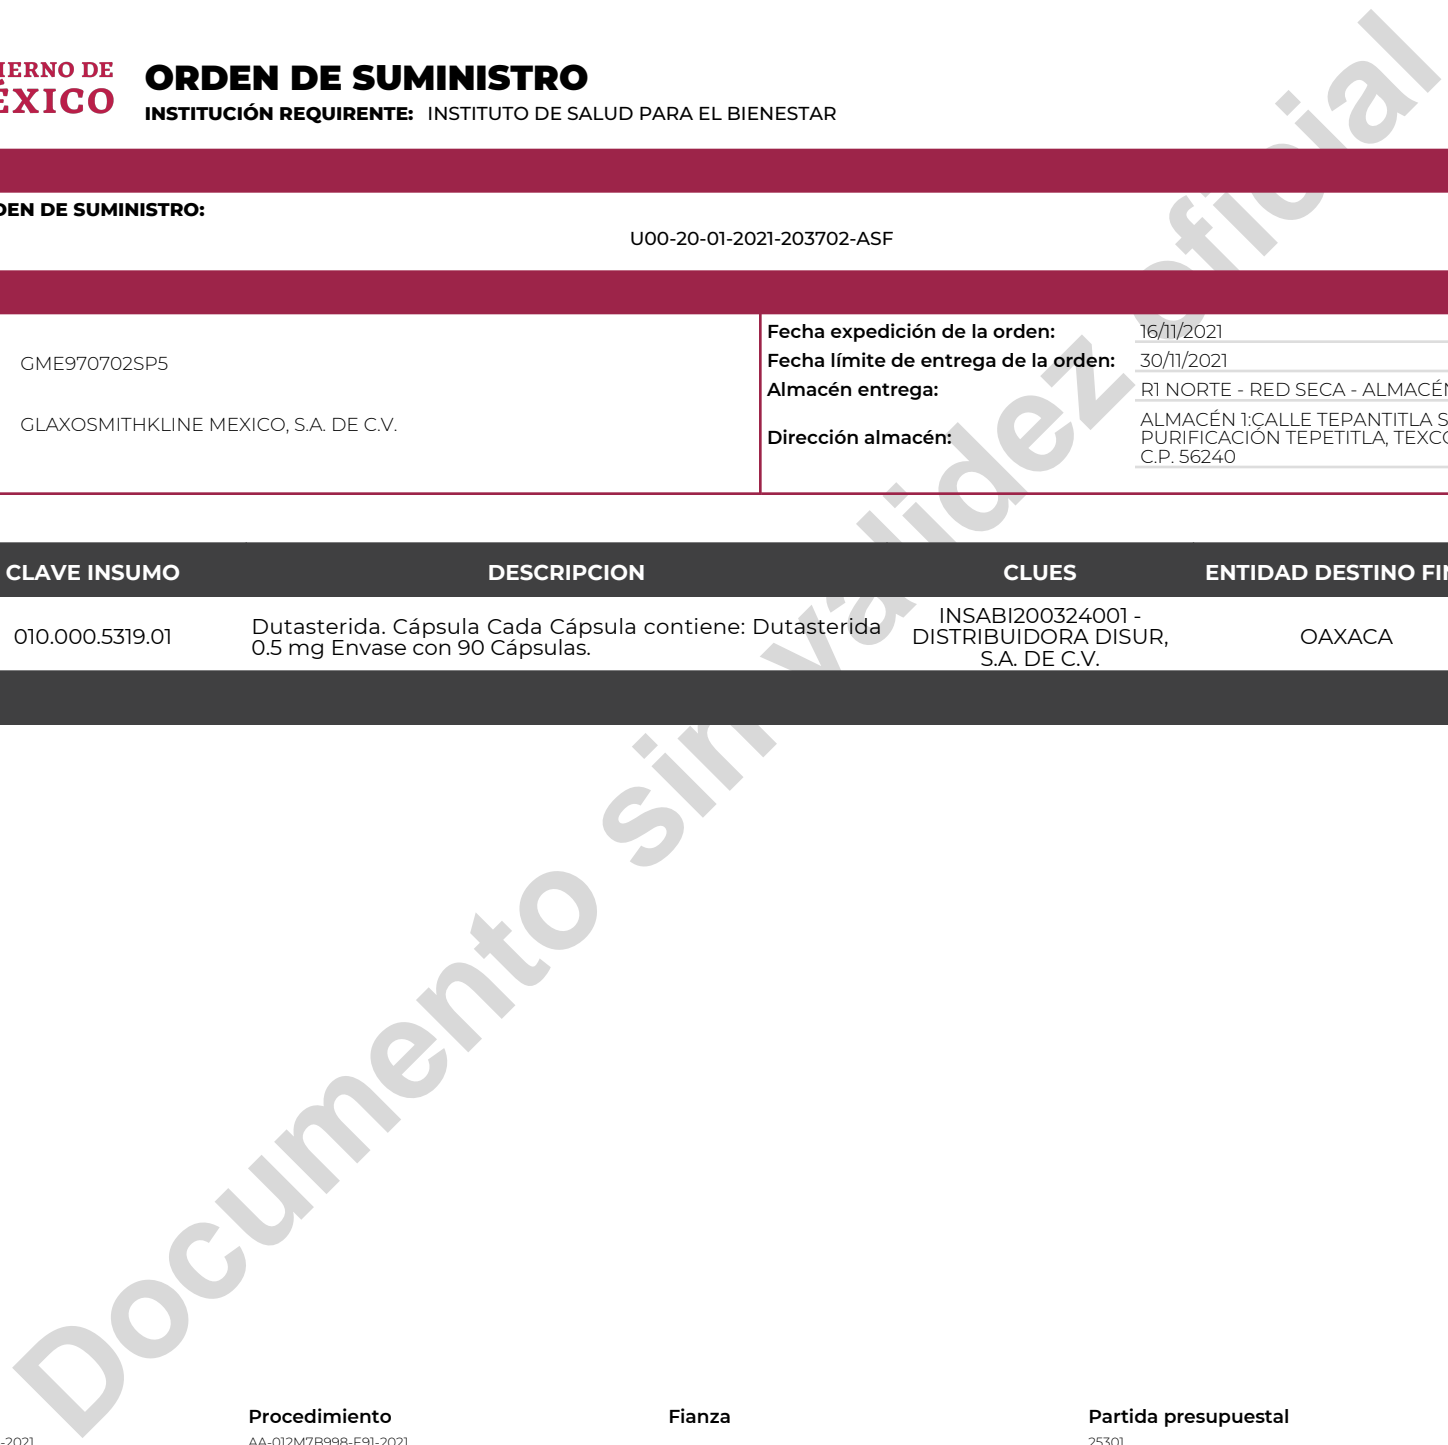 ORDEN DE SUMINISTRO
INSTITUCIÓN REQUIRENTE: INSTITUTO DE SALUD PARA EL BIENESTAR
DE
MÉXICO
DE SUMINISTRO:
U00-20-01-2021-203702-ASF
GME970702SP5
GLAXOSMITHKLINE MEXICO, S.A. DE C.V.
Fecha expedición de la orden: 16/11/2021
Fecha límite de entrega de la orden: 30/11/2021
Almacén entrega: R1 NORTE - RED SECA - ALMACÉN
Dirección almacén:
ALMACÉN 1:CALLE TEPANTITLA
PURIFICACIÓN TEPETITLA,
C.P. 56240
CLAVE INSUMO DESCRIPCION CLUES ENTIDAD DESTINO
010.000.5319.01
Dutasterida. Cápsula Cada Cápsula contiene: Dutasterida
0.5 mg Envase con 90 Cápsulas.
INSABI200324001 -
DISTRIBUIDORA DISUR,
S.A. DE C.V.
OAXACA
Documento sin validez oficial
Procedimiento Fianza Partida presupuestal
-2021 AA-012M7B998-E91-2021 25301